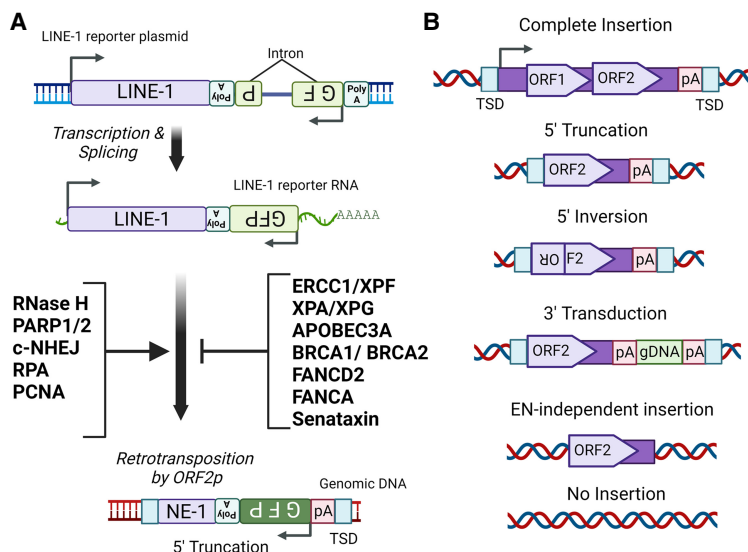 A
LINE-1 reporter plasmid
Intron
LINE-1
Poly A
P
G F
Poly A
Transcription &
Splicing
LINE-1 reporter RNA
LINE-1
Poly A
GFP
AAAAA
RNase H
PARP1/2
c-NHEJ
RPA
PCNA
ERCC1/XPF
XPA/XPG
APOBEC3A
BRCA1/ BRCA2
FANCD2
FANCA
Senataxin
Retrotransposition
by ORF2p
Genomic DNA
NE-1
Poly A
GFP
pA
5' Truncation
TSD
B
Complete Insertion
ORF1
ORF2
pA
TSD
TSD
5' Truncation
ORF2
pA
5' Inversion
OR
F2
pA
3' Transduction
ORF2
pA
gDNA
pA
EN-independent insertion
ORF2
No Insertion